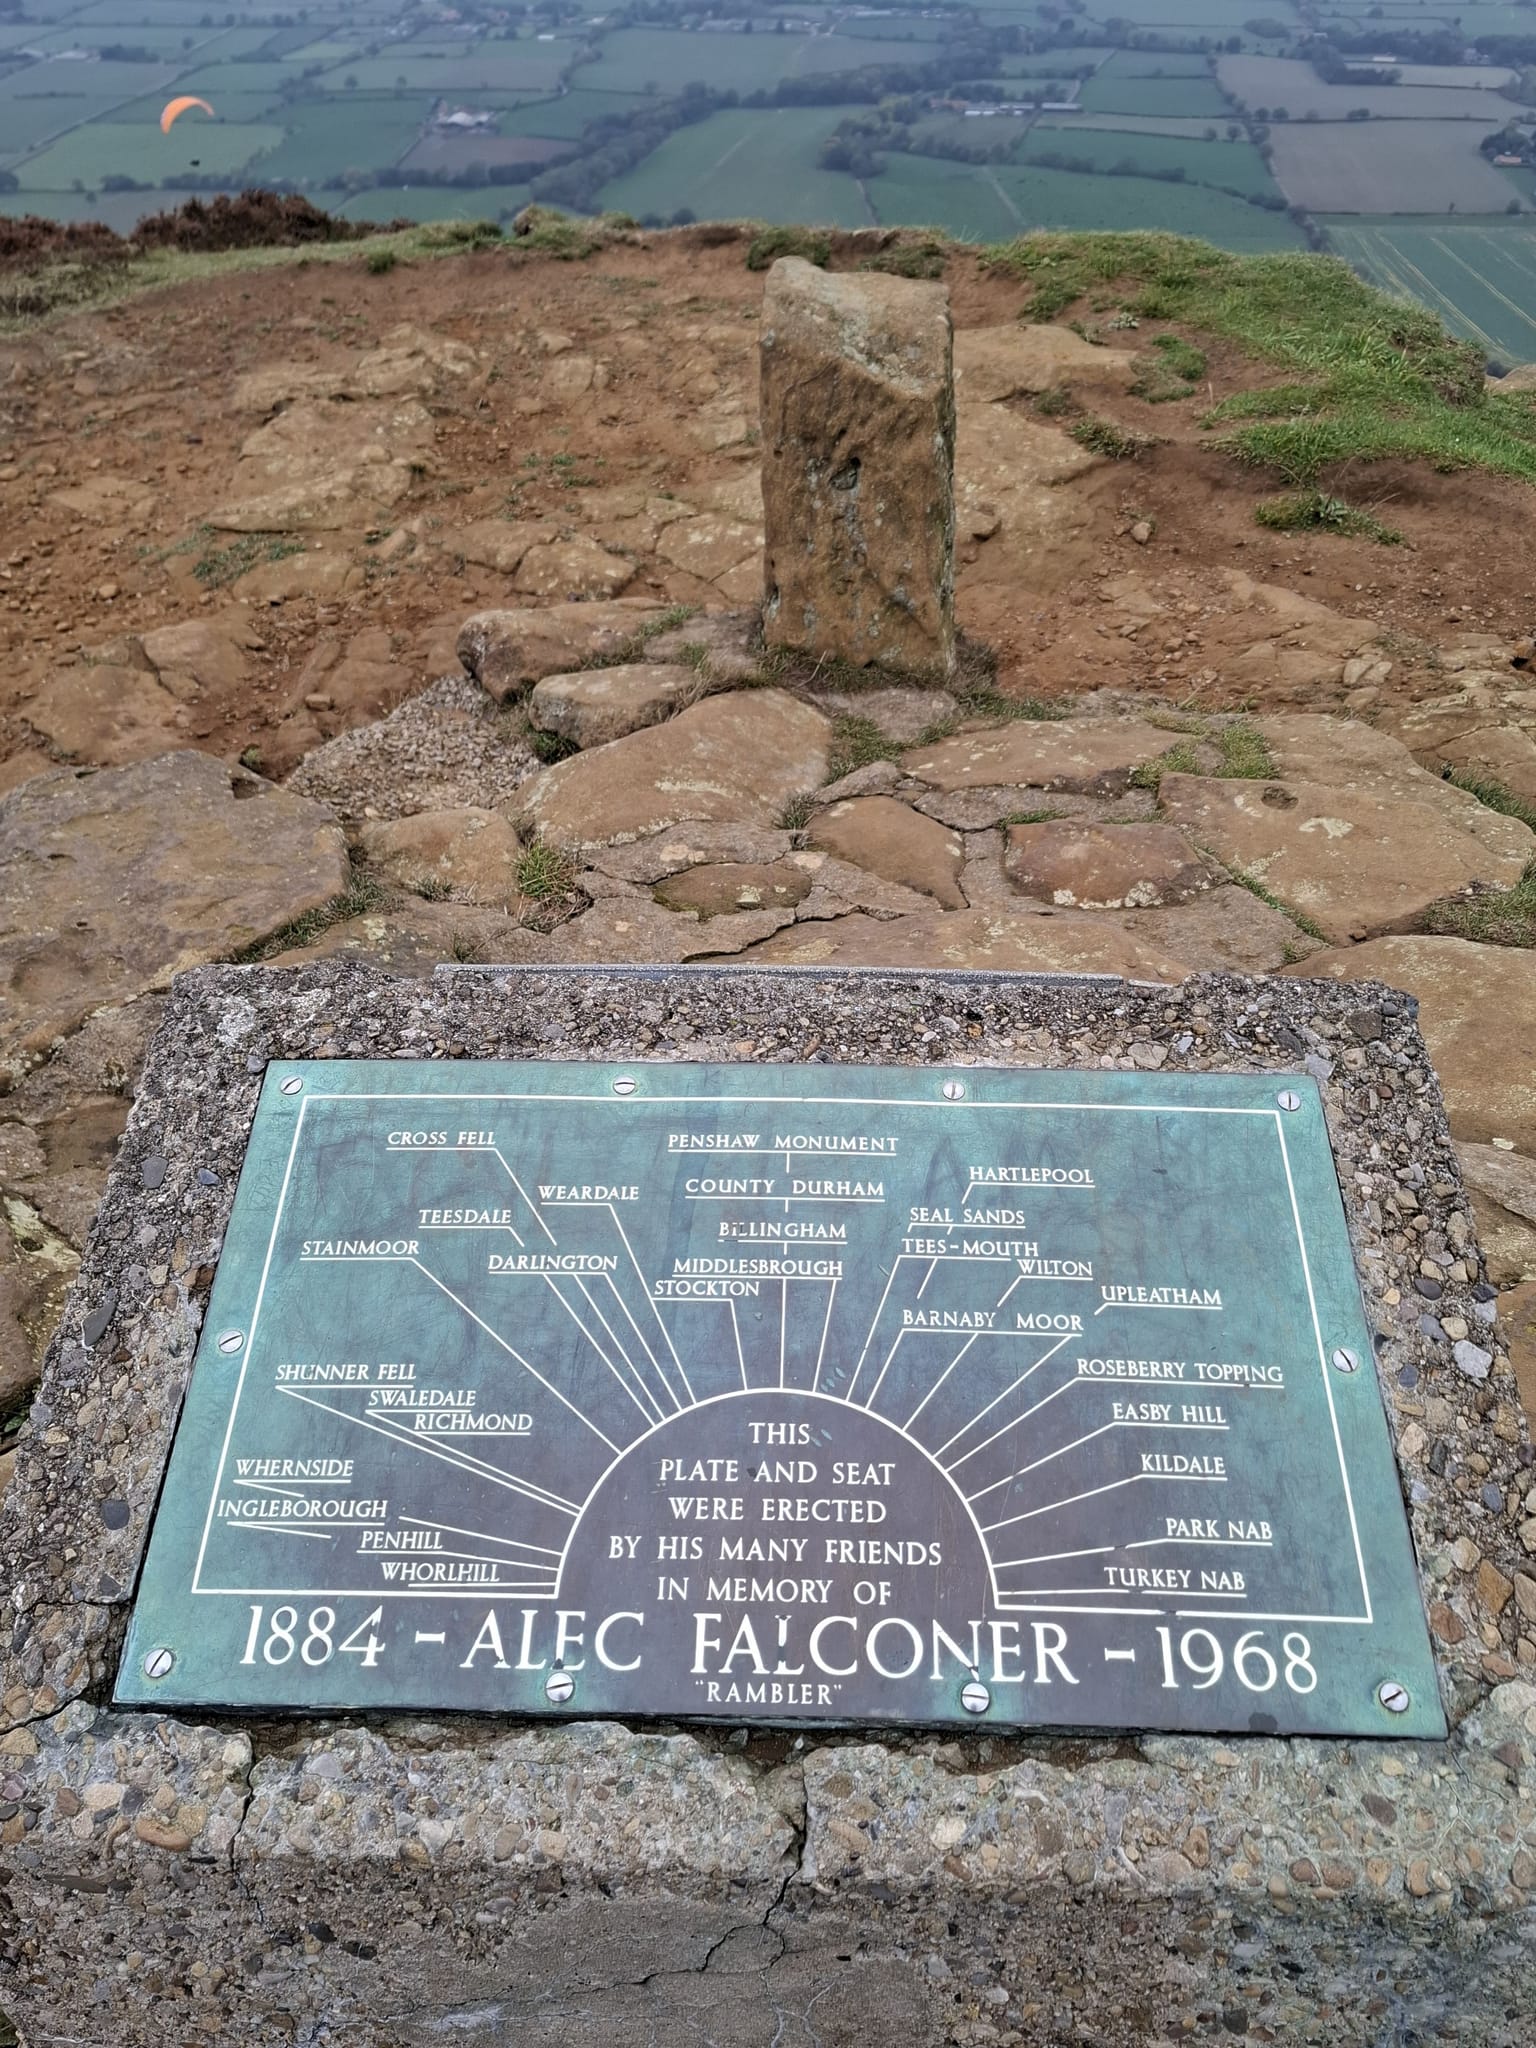 CROSS FELL
PENSHAW MONUMENT
HARTLEPOOL
WEARDALE
COUNTY DURHAM
TEESDALE
SEAL SANDS
BILLINGHAM
STAINMOOR
TEES-MOUTH
DARLINGTON
MIDDLESBROUGH
WILTON
STOCKTON
UPLEATHAM
BARNABY MOOR
SHUNNER FELL
ROSEBERRY TOPPING
SWALEDALE
RICHMOND
EASBY HILL
WHERNSIDE
KILDALE
INGLEBOROUGH
PENHILL
PARK NAB
WHORLHILL
TURKEY NAB
THIS
PLATE AND SEAT
WERE ERECTED
BY HIS MANY FRIENDS
IN MEMORY OF
1884 - ALEC FALCONER - 1968
"RAMBLER"